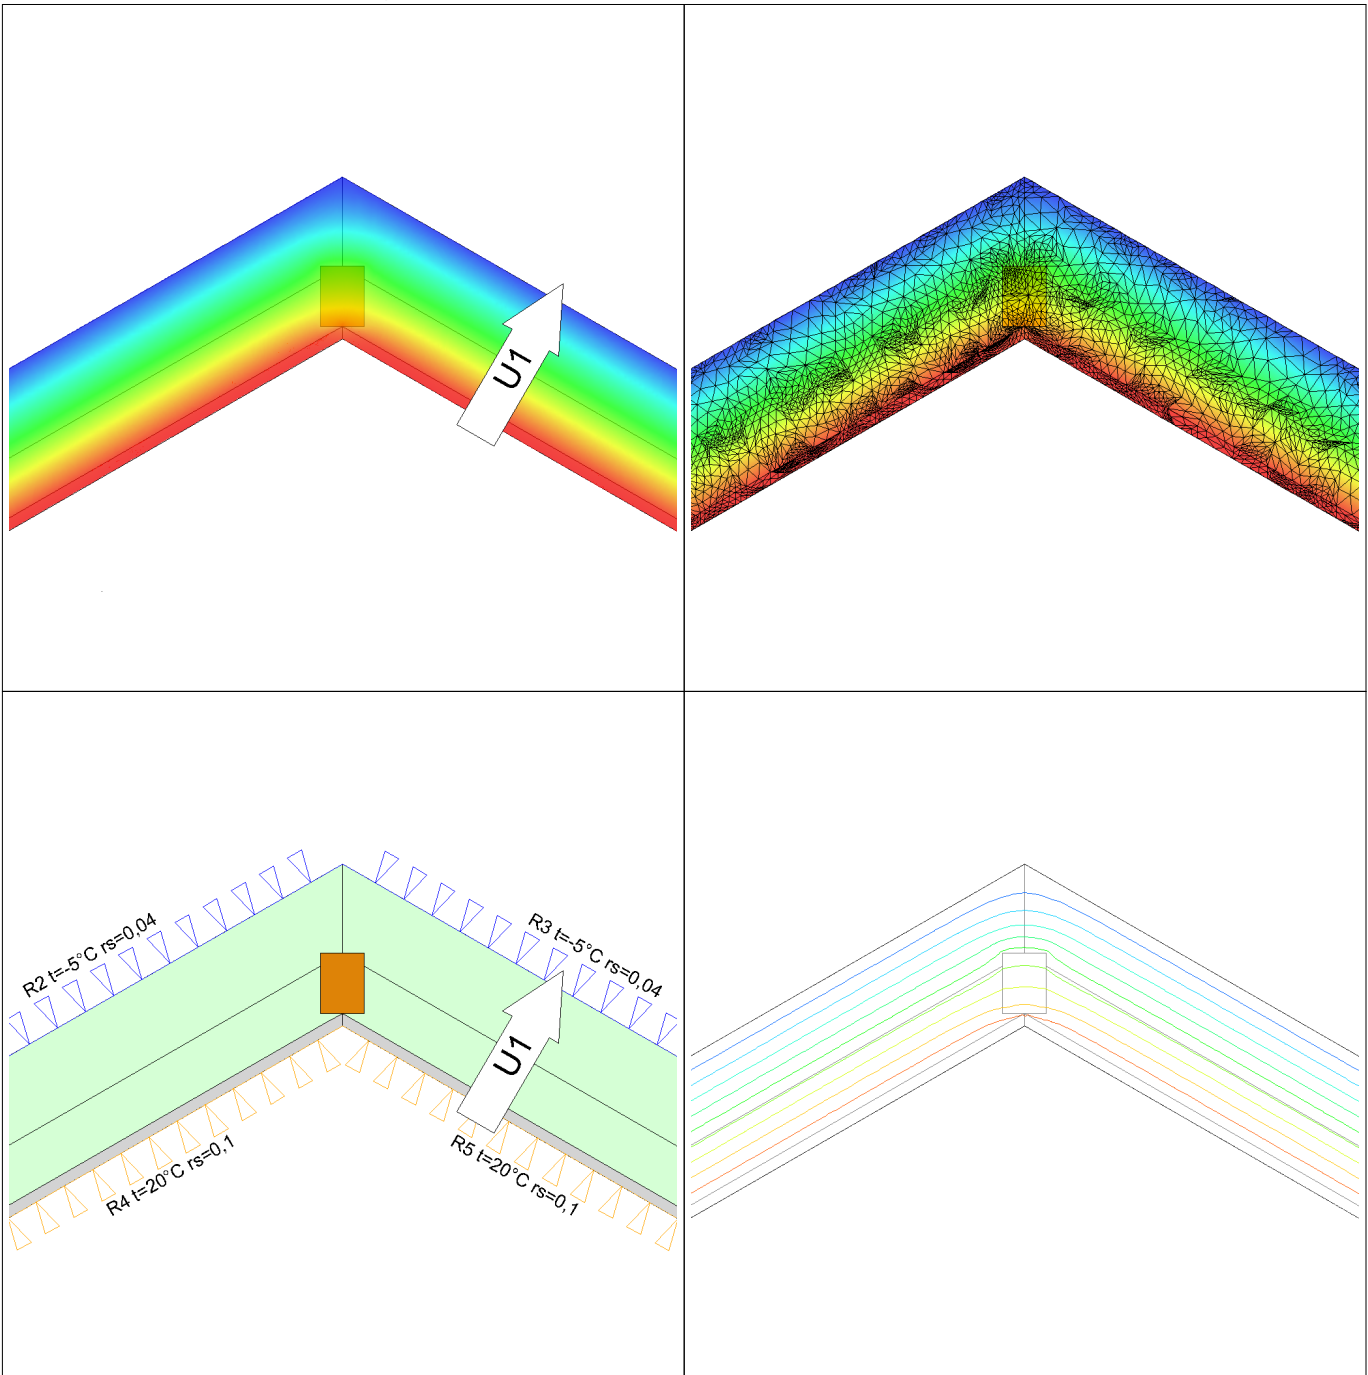 U1
R2 t=-5°C rs=0,04
R3 t=-5°C rs=0,04
U1
R4 t=20°C rs=0,1
R5 t=20°C rs=0,1